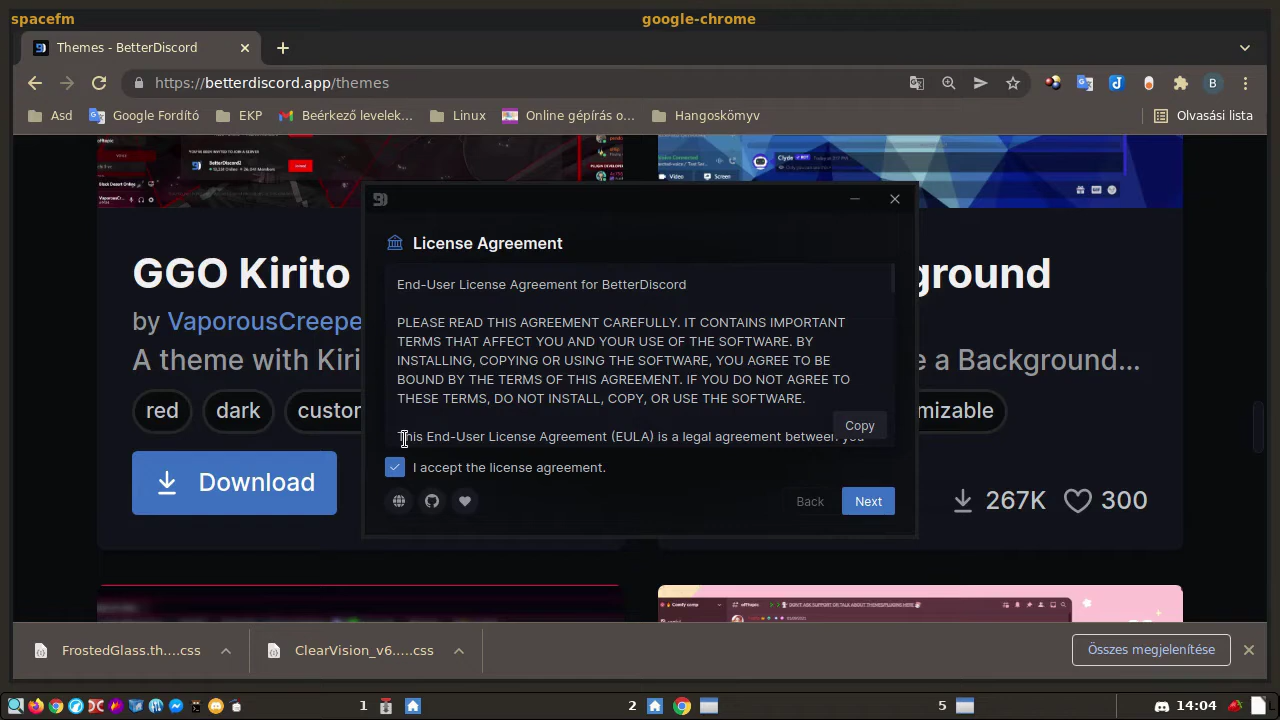 spacefm
google-chrome
Themes - BetterDiscord
https://betterdiscord.app/themes
B
Asd
Google Fordító
EKP
Beérkező levelek...
Linux
Online gépírás o...
Hangoskönyv
Olvasási lista
BetterDiscord2
Clyde
Video
Screen
License Agreement
End-User License Agreement for BetterDiscord
PLEASE READ THIS AGREEMENT CAREFULLY. IT CONTAINS IMPORTANT
TERMS THAT AFFECT YOU AND YOUR USE OF THE SOFTWARE. BY
INSTALLING, COPYING OR USING THE SOFTWARE, YOU AGREE TO BE
BOUND BY THE TERMS OF THIS AGREEMENT. IF YOU DO NOT AGREE TO
THESE TERMS, DO NOT INSTALL, COPY, OR USE THE SOFTWARE.
This End-User License Agreement (EULA) is a legal agreement between you
Copy
I accept the license agreement.
Back
Next
GGO Kirito
by VaporousCreepe
A theme with Kiri
red
dark
custor
Download
ground
e a Background...
mizable
267K
300
FrostedGlass.th....css
ClearVision_v6.....css
Összes megjelenítése
1
2
5
14:04